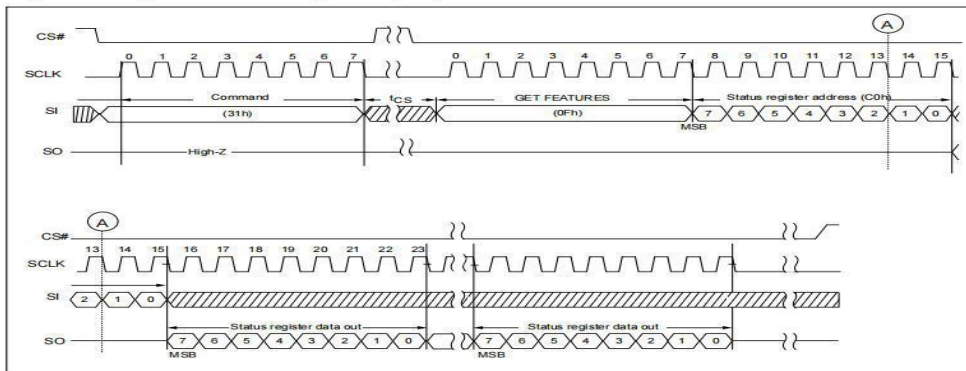 A
CS#
0 1 2 3 4 5 6 7 0 1 2 3 4 5 6 7 8 9 10 11 12 13 14 15
SCLK
Command tCS GET FEATURES Status register address (C0h)
SI (31h) (0Fh) 7 6 5 4 3 2 1 0
MSB
SO High-Z
A
CS#
13 14 15 16 17 18 19 20 21 22 23
SCLK
SI 2 1 0
Status register data out Status register data out
SO 7 6 5 4 3 2 1 0 7 6 5 4 3 2 1 0
MSB MSB